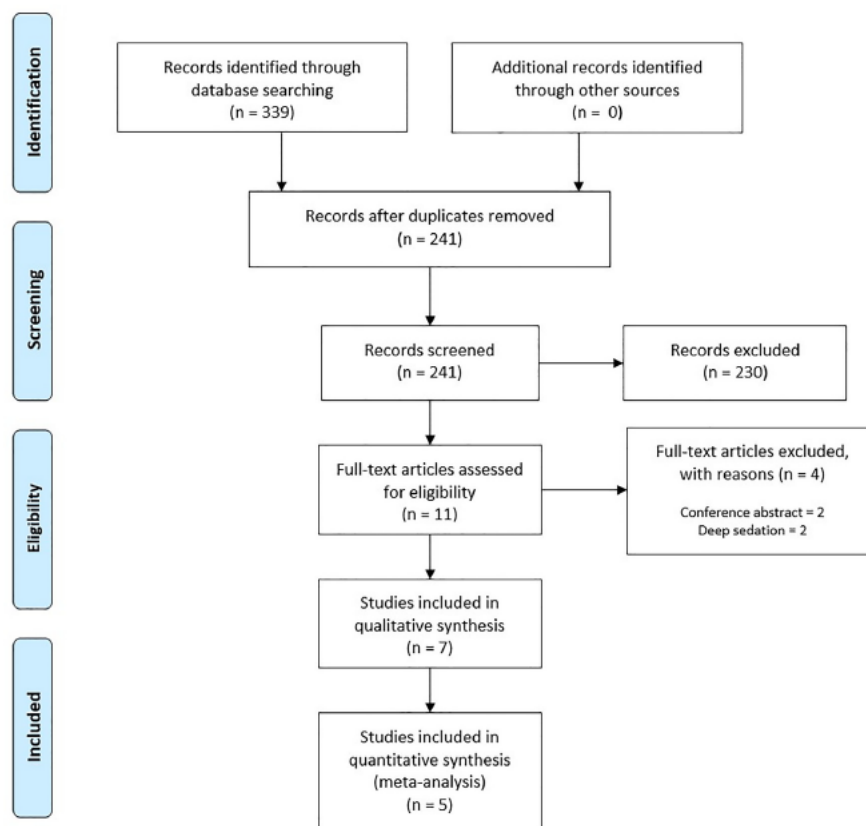 Identification
Records identified through
database searching
(n = 339)
Additional records identified
through other sources
(n = 0)
Records after duplicates removed
(n = 241)
Screening
Records screened
(n = 241)
Records excluded
(n = 230)
Eligibility
Full-text articles assessed
for eligibility
(n = 11)
Full-text articles excluded,
with reasons (n = 4)
Conference abstract = 2
Deep sedation = 2
Studies included in
qualitative synthesis
(n = 7)
Included
Studies included in
quantitative synthesis
(meta-analysis)
(n = 5)